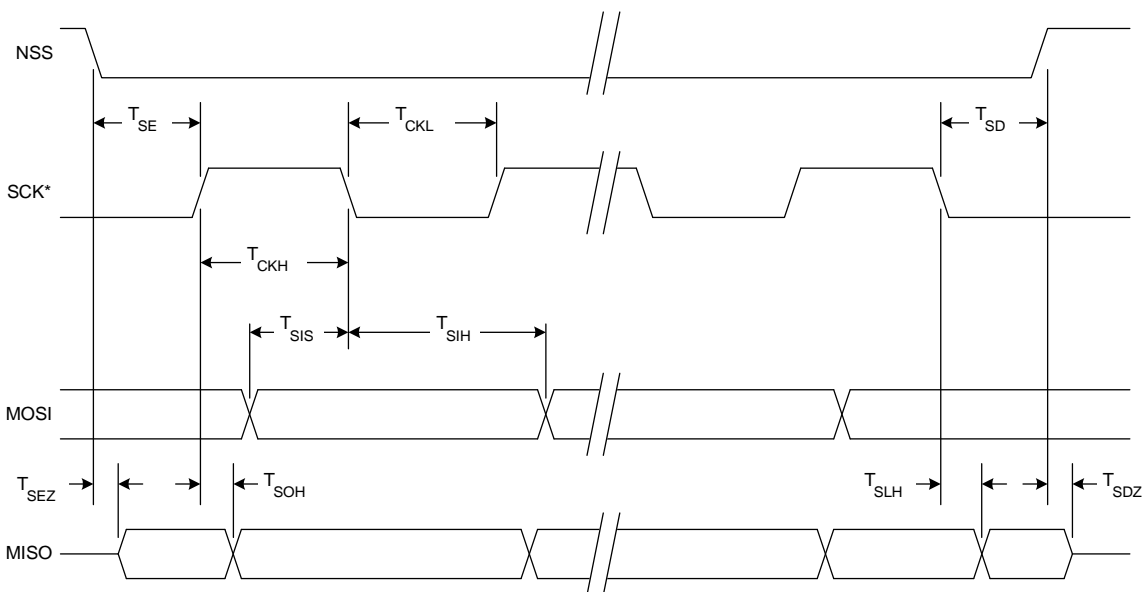 NSS
T_SE
T_CKL
T_SD
SCK*
T_CKH
T_SIS
T_SIH
MOSI
T_SEZ
T_SOH
T_SLH
T_SDZ
MISO